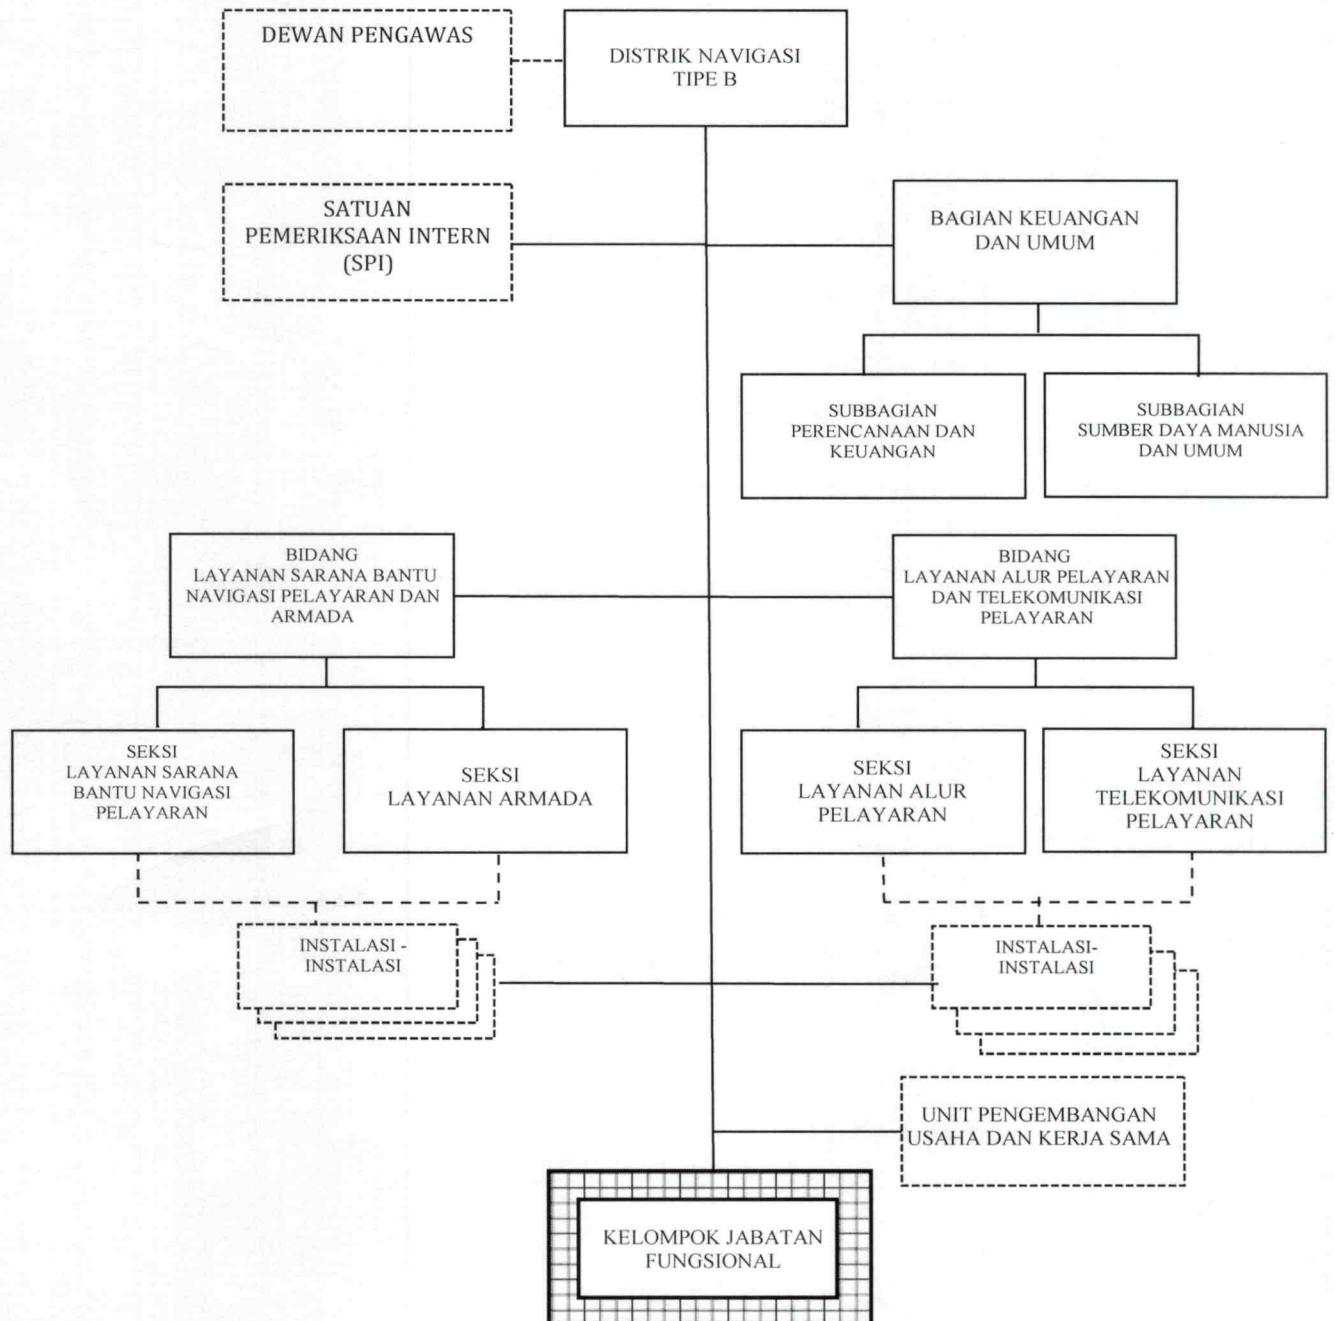 DEWAN PENGAWAS
DISTRIK NAVIGASI
TIPE B
SATUAN
PEMERIKSAAN INTERN
(SPI)
BAGIAN KEUANGAN
DAN UMUM
SUBBAGIAN
PERENCANAAN DAN
KEUANGAN
SUBBAGIAN
SUMBER DAYA MANUSIA
DAN UMUM
BIDANG
LAYANAN SARANA BANTU
NAVIGASI PELAYARAN DAN
ARMADA
BIDANG
LAYANAN ALUR PELAYARAN
DAN TELEKOMUNIKASI
PELAYARAN
SEKSI
LAYANAN SARANA
BANTU NAVIGASI
PELAYARAN
SEKSI
LAYANAN ARMADA
SEKSI
LAYANAN ALUR
PELAYARAN
SEKSI
LAYANAN
TELEKOMUNIKASI
PELAYARAN
INSTALASI -
INSTALASI
INSTALASI-
INSTALASI
UNIT PENGEMBANGAN
USAHA DAN KERJA SAMA
KELOMPOK JABATAN
FUNGSIONAL